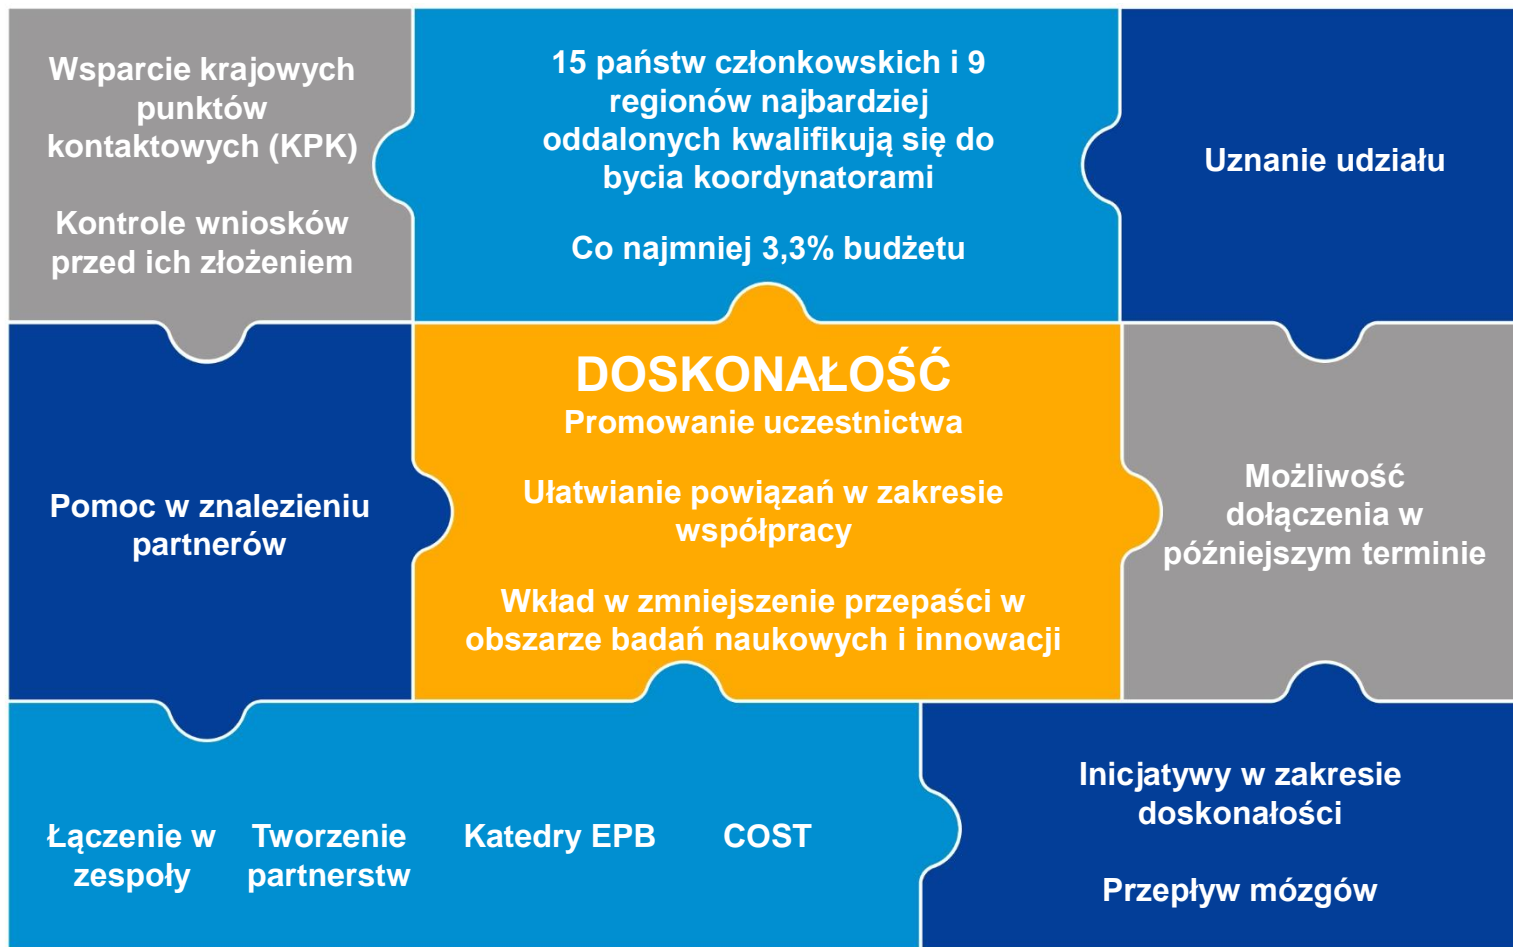 Wsparcie krajowych
punktów
kontaktowych (KPK)
Kontrole wniosków
przed ich złożeniem
15 państw członkowskich i 9
regionów najbardziej
oddalonych kwalifikują się do
bycia koordynatorami
Co najmniej 3,3% budżetu
Uznanie udziału
Pomoc w znalezieniu
partnerów
DOSKONAŁOŚĆ
Promowanie uczestnictwa
Ułatwianie powiązań w zakresie
współpracy
Wkład w zmniejszenie przepaści w
obszarze badań naukowych i innowacji
Możliwość
dołączenia w
późniejszym terminie
Łączenie w
zespoły
Tworzenie
partnerstw
Katedry EPB
COST
Inicjatywy w zakresie
doskonałości
Przepływ mózgów